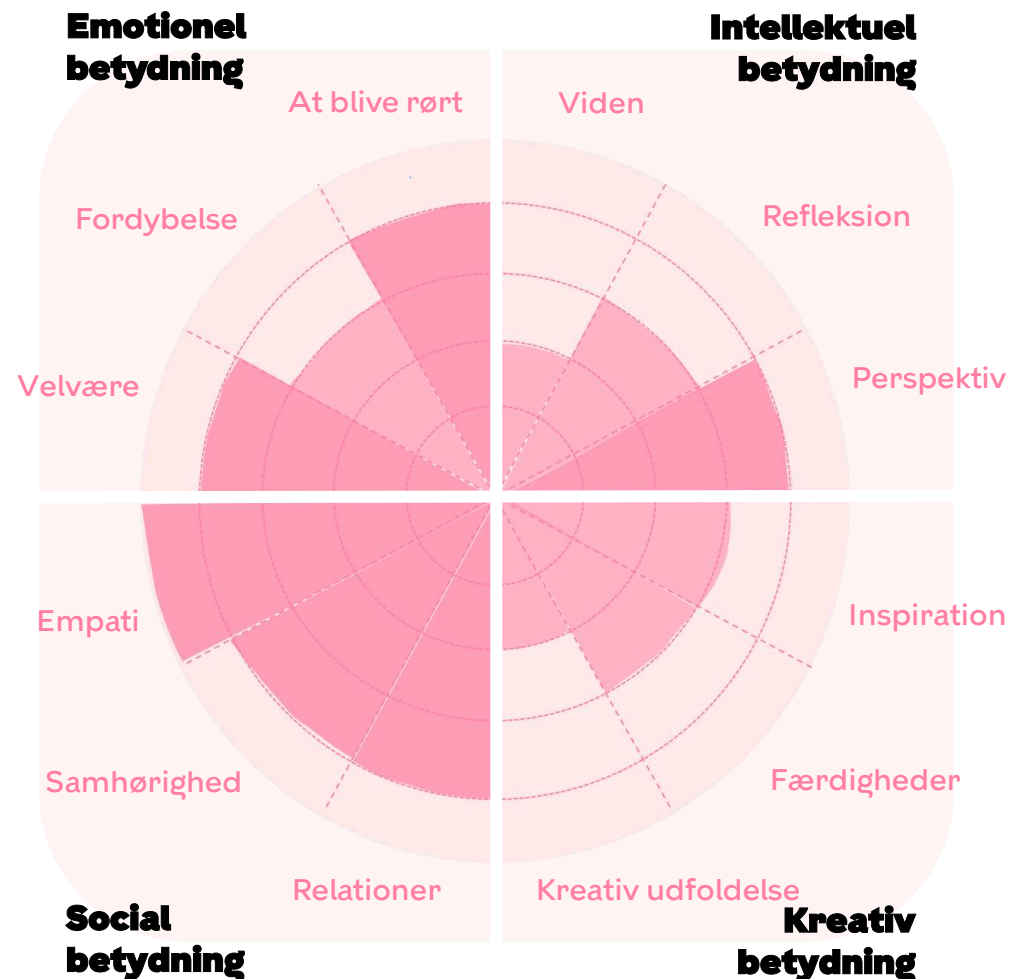 Emotionel
betydning
Intellektuel
betydning
At blive rørt
Viden
Fordybelse
Refleksion
Velvære
Perspektiv
Empati
Inspiration
Samhørighed
Færdigheder
Relationer
Kreativ udfoldelse
Social
betydning
Kreativ
betydning